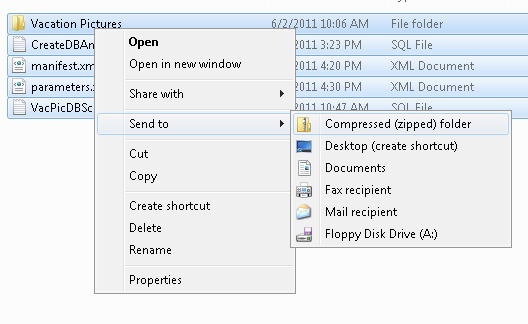 Vacation Pictures 6/2/2011 10:06 AM File folder
CreateDBAn 2011 3:23 PM SQL File
manifest.xm 2011 4:20 PM XML Document
parameters.x 2011 4:30 PM XML Document
VacPicDBSc 2011 10:47 AM SQL File
Open
Open in new window
Share with
Send to
Cut
Copy
Create shortcut
Delete
Rename
Properties
Compressed (zipped) folder
Desktop (create shortcut)
Documents
Fax recipient
Mail recipient
Floppy Disk Drive (A:)